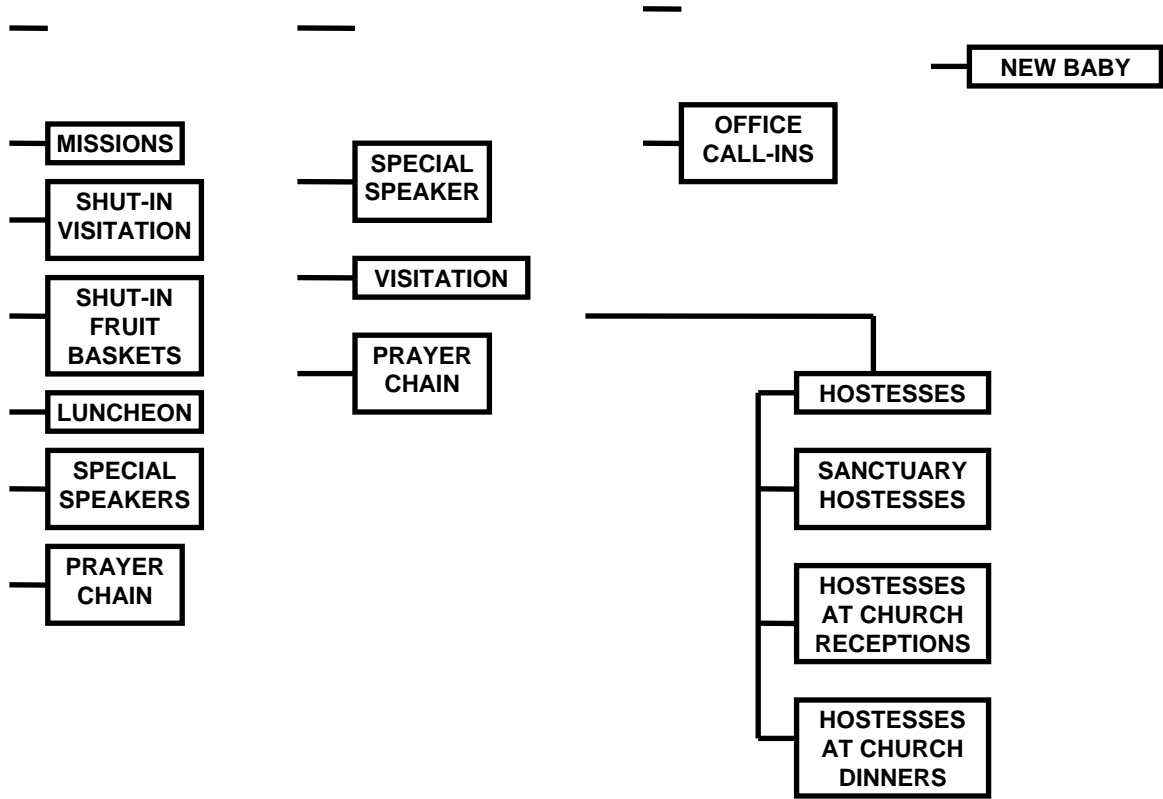 MISSIONS
SHUT-IN
VISITATION
SHUT-IN
FRUIT
BASKETS
LUNCHEON
SPECIAL
SPEAKERS
PRAYER
CHAIN
SPECIAL
SPEAKER
VISITATION
PRAYER
CHAIN
OFFICE
CALL-INS
NEW BABY
HOSTESSES
SANCTUARY
HOSTESSES
HOSTESSES
AT CHURCH
RECEPTIONS
HOSTESSES
AT CHURCH
DINNERS